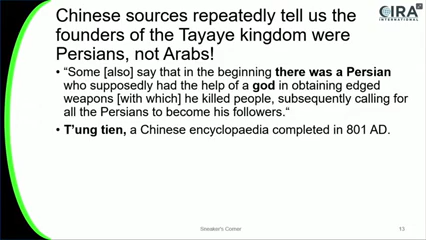 Chinese sources repeatedly tell us the
CIRA
INTERNATIONAL
founders of the Tayaye kingdom were
Persians, not Arabs!
• “Some [also] say that in the beginning there was a Persian
who supposedly had the help of a god in obtaining edged
weapons [with which] he killed people, subsequently calling for
all the Persians to become his followers.“
• T’ung tien, a Chinese encyclopaedia completed in 801 AD.
Speaker's Corner
13